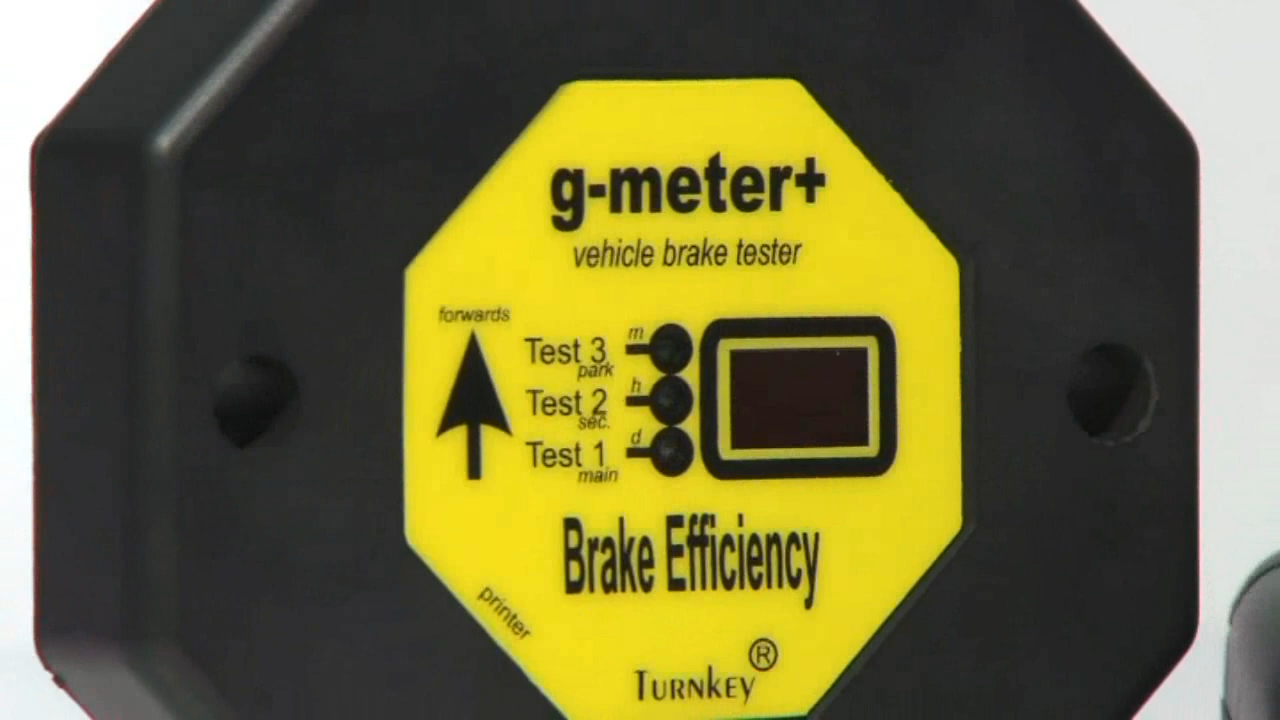 g-meter+
vehicle brake tester
forwards
Test 3 m
park
Test 2 h
sec.
Test 1 d
main
Brake Efficiency
printer
TURNKEY®